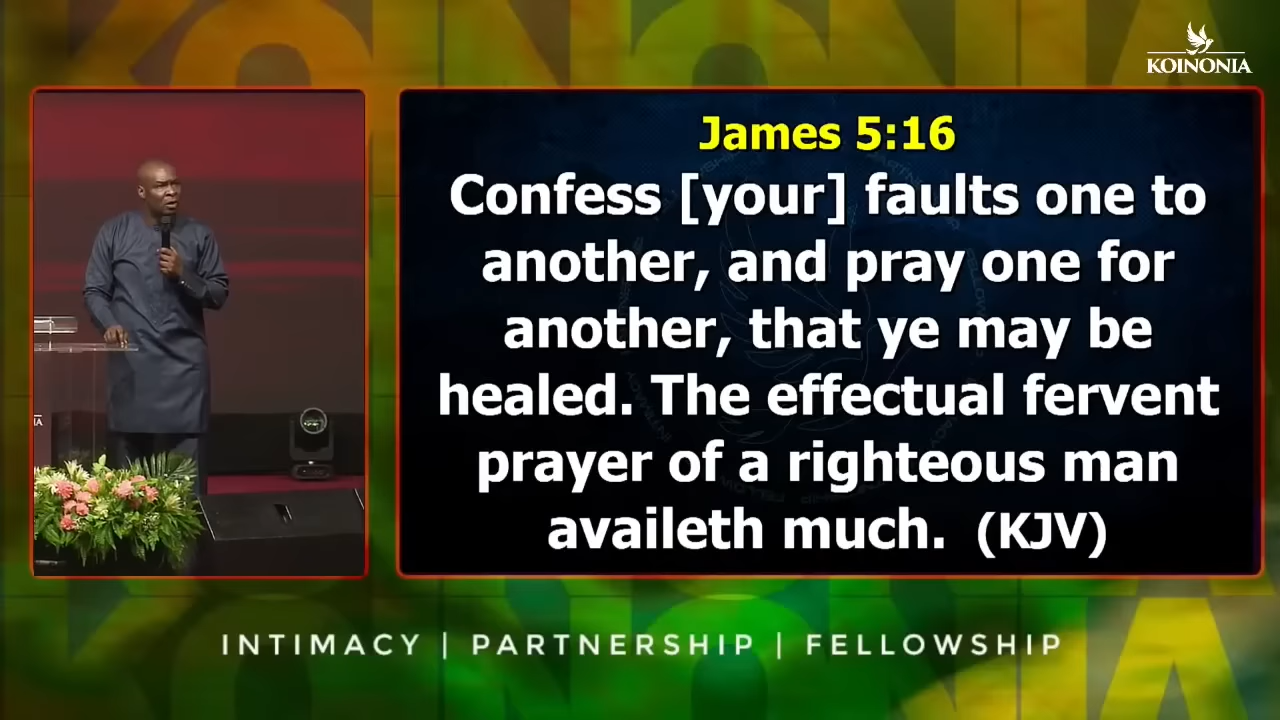 KOINONIA
James 5:16
Confess [your] faults one to
another, and pray one for
another, that ye may be
healed. The effectual fervent
prayer of a righteous man
availeth much. (KJV)
INTIMACY | PARTNERSHIP | FELLOWSHIP